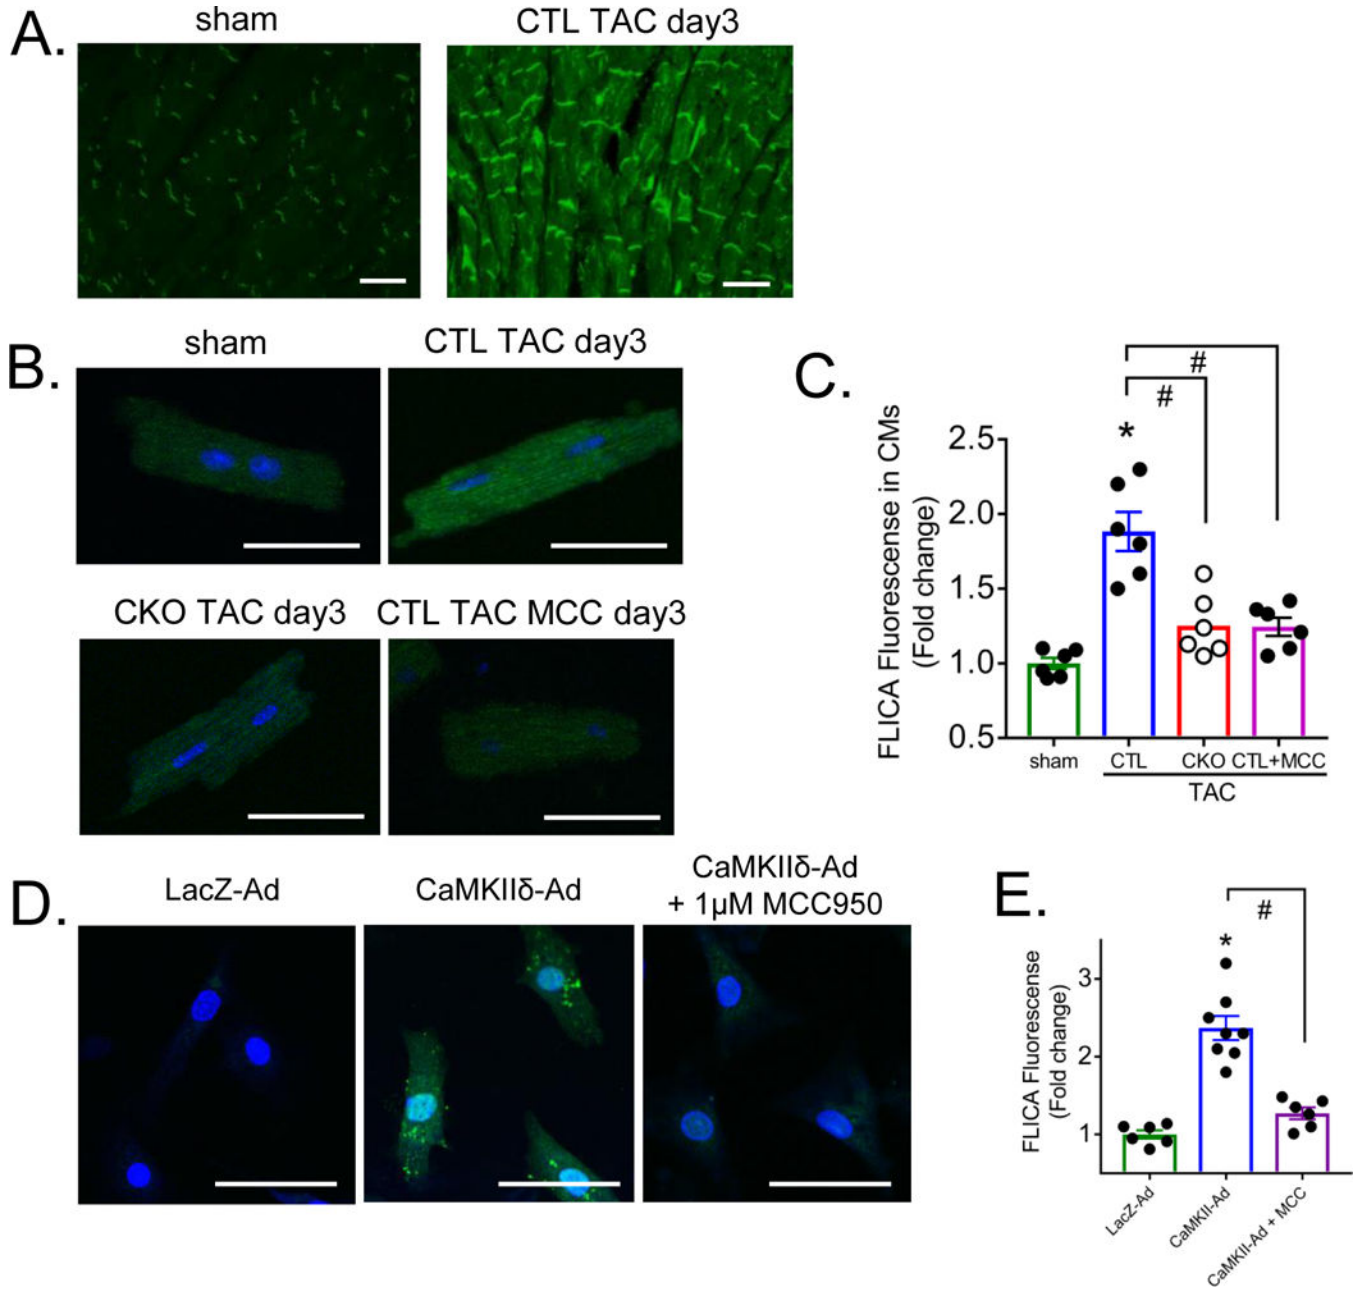 A.
sham
CTL TAC day3
B.
sham
CTL TAC day3
CKO TAC day3
CTL TAC MCC day3
C.
#
#
*
FLICA Fluorescense in CMs
(Fold change)
2.5
2.0
1.5
1.0
0.5
sham
CTL
CKO
CTL+MCC
TAC
D.
LacZ-Ad
CaMKIIδ-Ad
CaMKIIδ-Ad
+ 1µM MCC950
E.
#
*
FLICA Fluorescense
(Fold change)
3
2
1
LacZ-Ad
CaMKII-Ad
CaMKII-Ad + MCC